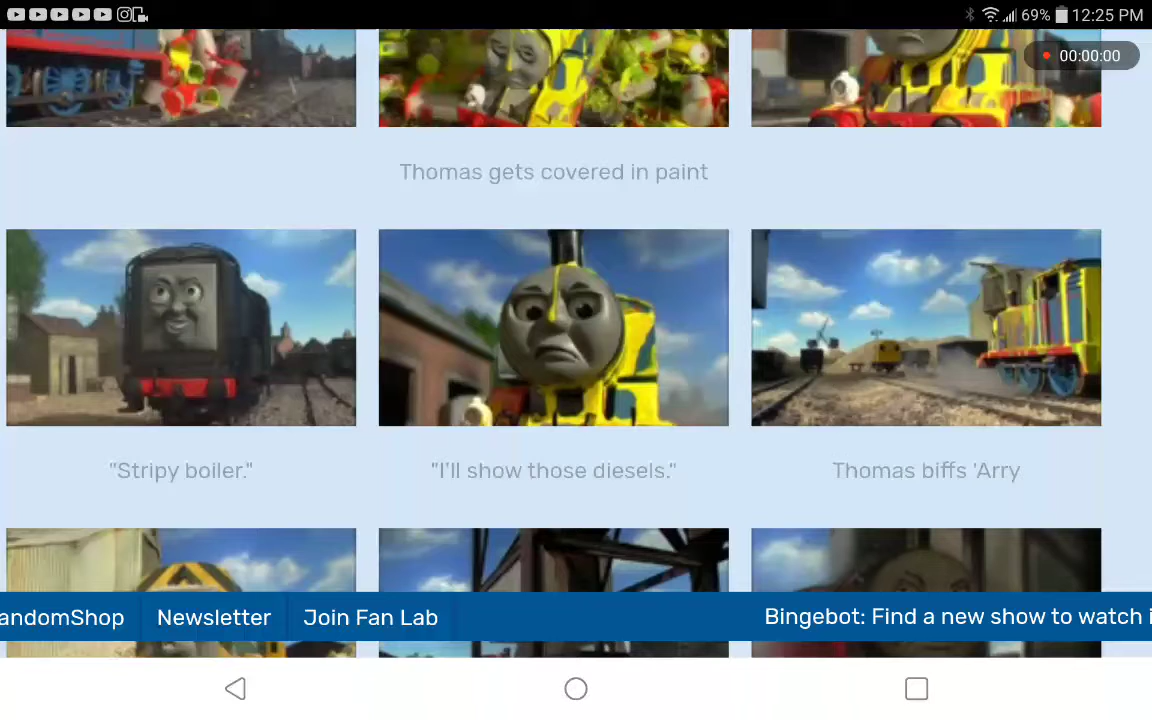 69% 12:25 PM
00:00:00
Thomas gets covered in paint
"Stripy boiler."
"I'll show those diesels."
Thomas biffs 'Arry
andomShop Newsletter Join Fan Lab Bingebot: Find a new show to watch i